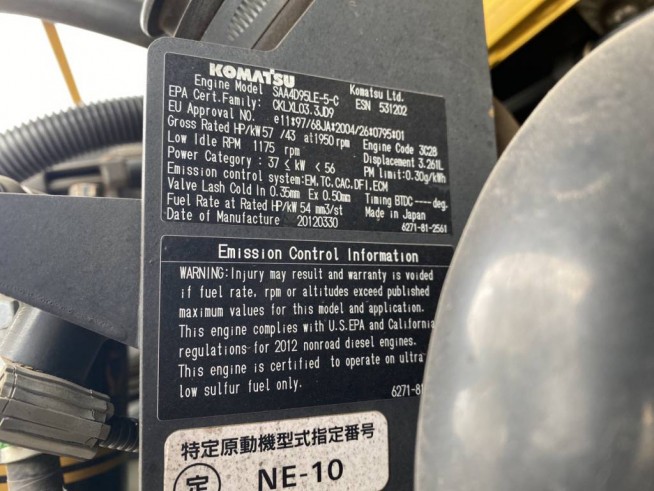 KOMATSU
Engine Model SAA4D95LE-5-C Komatsu Ltd.
EPA Cert.Family: CKLXL03.3JD9 ESN 531202
EU Approval NO. e11*97/68JA*2004/26*0795*01
Gross Rated HP/kW 57 /43 at 1950 rpm Engine Code 3C2B
Low Idle RPM 1175 rpm Displacement 3.261L
Power Category : 37 ≤ kW < 56 PM limit:0.30g/kWh
Emission control system:EM,TC,CAC,DFI,ECM
Valve Lash Cold In 0.35mm Ex 0.50mm Timing BTDC ---- deg.
Fuel Rate at Rated HP/kW 54 mm3/st Made in Japan
Date of Manufacture 20120330 6271-81-2561
Emission Control Information
WARNING:Injury may result and warranty is voided
if fuel rate, rpm or altitudes exceed published
maximum values for this model and application.
This engine complies with U.S.EPA and California
regulations for 2012 nonroad diesel engines.
This engine is certified to operate on ultra
low sulfur fuel only. 6271-81
特定原動機型式指定番号
定 NE-10